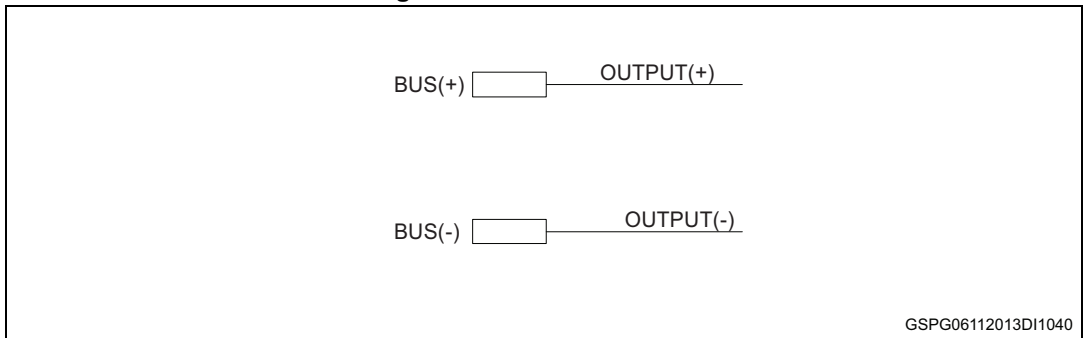 BUS(+)
OUTPUT(+)
BUS(-)
OUTPUT(-)
GSPG06112013DI1040